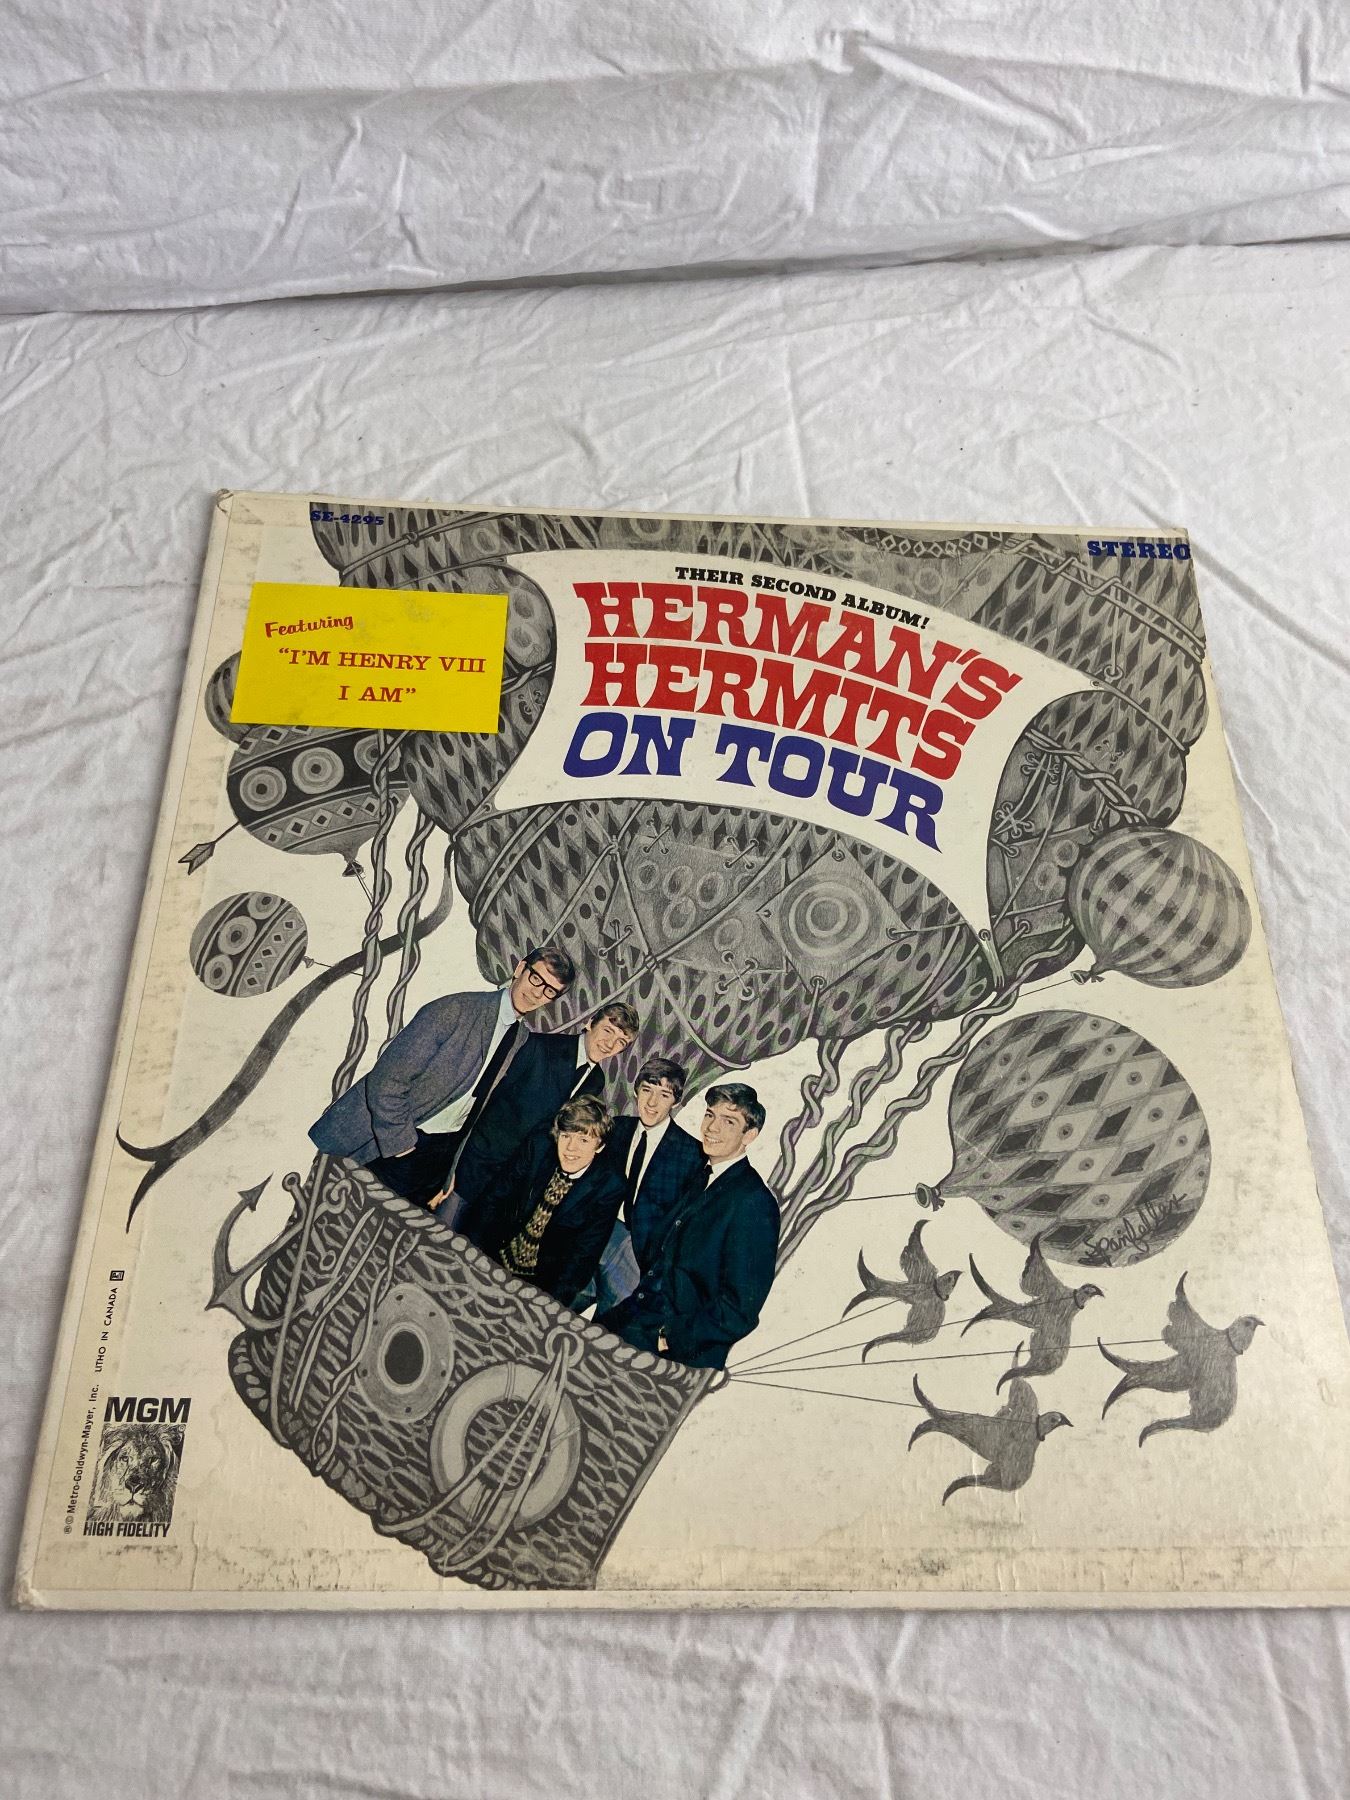 SE-4295
STEREO
THEIR SECOND ALBUM!
HERMAN'S
HERMITS
ON TOUR
Featuring
"I'M HENRY VIII
I AM"
Spanfeller
LITHO IN CANADA
MGM
HIGH FIDELITY
®© Metro-Goldwyn-Mayer, Inc.